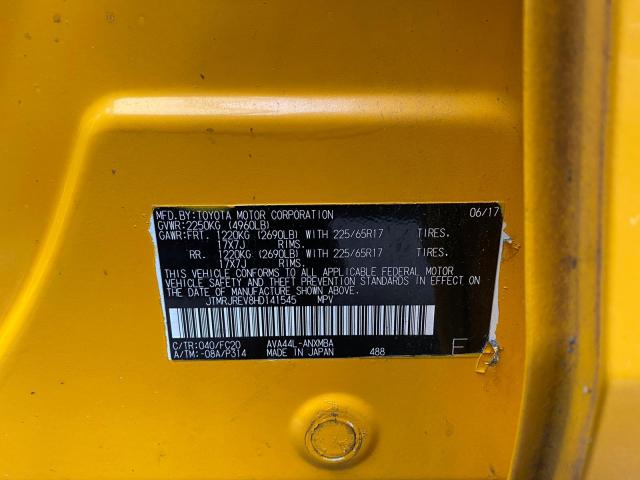 MFD.BY:TOYOTA MOTOR CORPORATION 06/17
GVWR:2250KG (4960LB)
GAWR:FRT. 1220KG (2690LB) WITH 225/65R17 TIRES.
17X7J RIMS.
RR. 1220KG (2690LB) WITH 225/65R17 TIRES.
17X7J RIMS.
THIS VEHICLE CONFORMS TO ALL APPLICABLE FEDERAL MOTOR
VEHICLE SAFETY AND THEFT PREVENTION STANDARDS IN EFFECT ON
THE DATE OF MANUFACTURE SHOWN ABOVE.
JTMRJREV8HD141545 MPV
C/TR:040/FC20 AVA44L-ANXMBA
A/TM:-08A/P314 MADE IN JAPAN 488 E